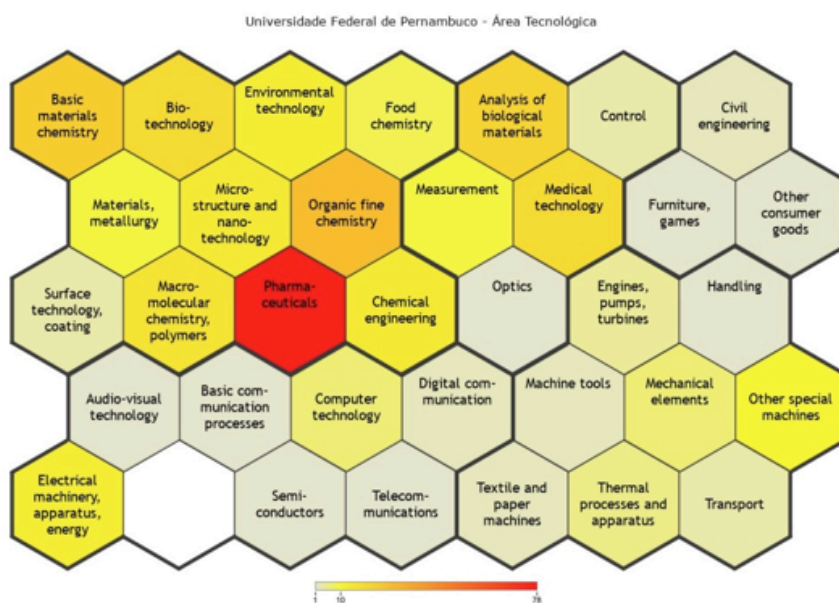 Universidade Federal de Pernambuco - Área Tecnológica
Basic
materials
chemistry
Bio-
technology
Environmental
technology
Food
chemistry
Analysis of
biological
materials
Control
Civil
engineering
Materials,
metallurgy
Micro-
structure and
nano-
technology
Organic fine
chemistry
Measurement
Medical
technology
Furniture,
games
Other
consumer
goods
Surface
technology,
coating
Macro-
molecular
chemistry,
polymers
Pharma-
ceuticals
Chemical
engineering
Optics
Engines,
pumps,
turbines
Handling
Audio-visual
technology
Basic com-
munication
processes
Computer
technology
Digital com-
munication
Machine tools
Mechanical
elements
Other special
machines
Electrical
machinery,
apparatus,
energy
Semi-
conductors
Telecom-
munications
Textile and
paper
machines
Thermal
processes and
apparatus
Transport
1 10 78